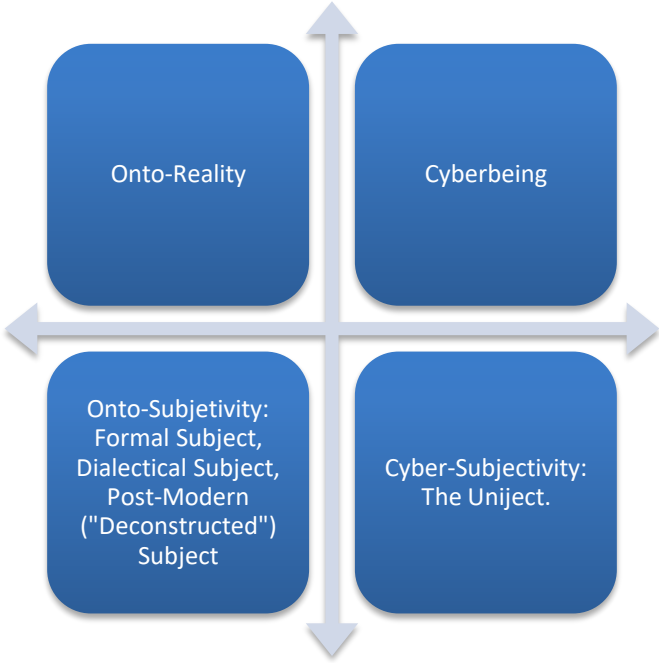 Onto-Reality
Cyberbeing
Onto-Subjetivity:
Formal Subject,
Dialectical Subject,
Post-Modern
("Deconstructed")
Subject
Cyber-Subjectivity:
The Uniject.